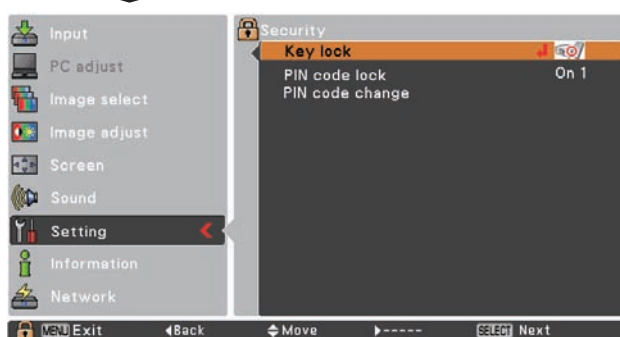 Input
PC adjust
Image select
Image adjust
Screen
Sound
Setting
Information
Network
Security
Key lock
PIN code lock On 1
PIN code change
MENU Exit Back Move ----- SELECT Next